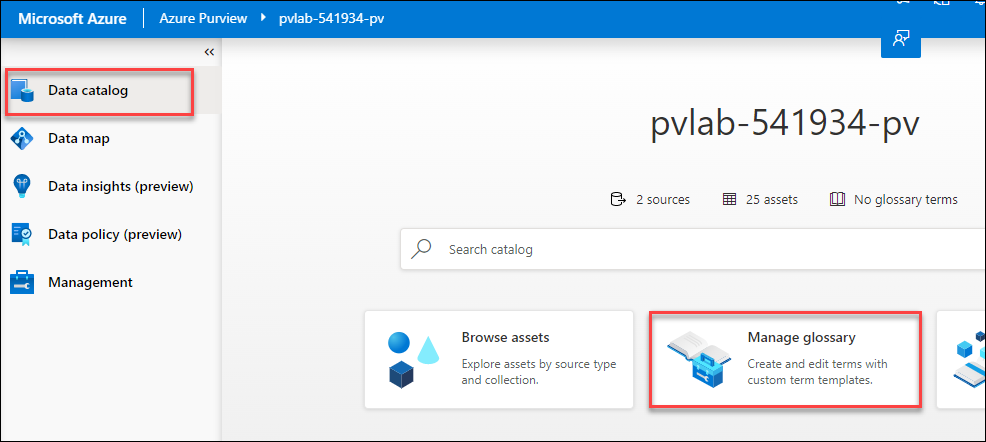 Microsoft Azure
Azure Purview
pvlab-541934-pv
«
Data catalog
Data map
Data insights (preview)
Data policy (preview)
Management
pvlab-541934-pv
2 sources
25 assets
No glossary terms
Search catalog
Browse assets
Explore assets by source type
and collection.
Manage glossary
Create and edit terms with
custom term templates.